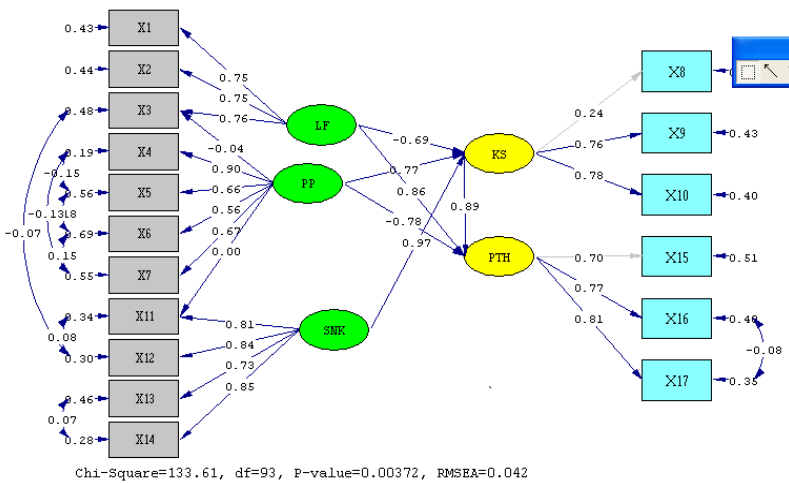 0.43 X1
0.44 X2
0.48 X3
0.19 X4
-0.15
0.56 X5
0.69 X6
-0.07
0.15
0.55 X7
0.34 X11
0.08
0.30 X12
0.46 X13
0.07
0.28 X14
0.75
0.75
0.76
-0.04
0.90
0.66
0.56
0.67
0.00
0.81
0.84
0.73
0.85
LF
PP
SNK
-0.69
0.77
0.86
-0.78
0.97
0.89
KS
PTH
0.24
0.76
0.78
0.70
0.77
0.81
X8
X9 0.43
X10 0.40
X15 0.51
X16 0.40
-0.08
X17 0.35
Chi-Square=133.61, df=93, P-value=0.00372, RMSEA=0.042